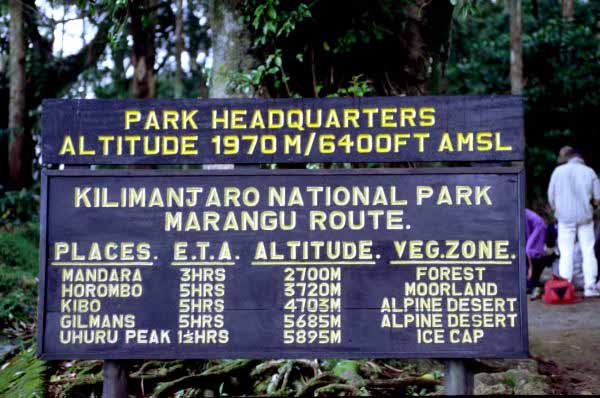 PARK HEADQUARTERS
ALTITUDE 1970M/6400FT AMSL
KILIMANJARO NATIONAL PARK
MARANGU ROUTE.
PLACES. E.T.A. ALTITUDE. VEG.ZONE.
MANDARA 3HRS 2700M FOREST
HOROMBO 5HRS 3720M MOORLAND
KIBO 5HRS 4703M ALPINE DESERT
GILMANS 5HRS 5685M ALPINE DESERT
UHURU PEAK 1½HRS 5895M ICE CAP